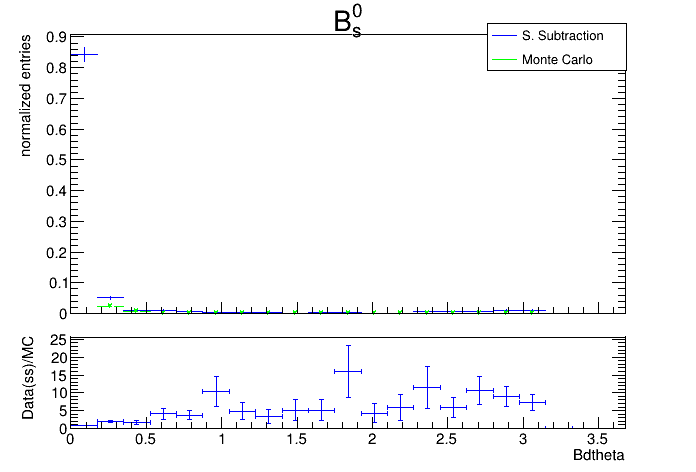 B⁰ₛ
S. Subtraction
Monte Carlo
normalized entries
0.9
0.8
0.7
0.6
0.5
0.4
0.3
0.2
0.1
0
Data(ss)/MC
25
20
15
10
5
0
0 0.5 1 1.5 2 2.5 3 3.5
Bdtheta